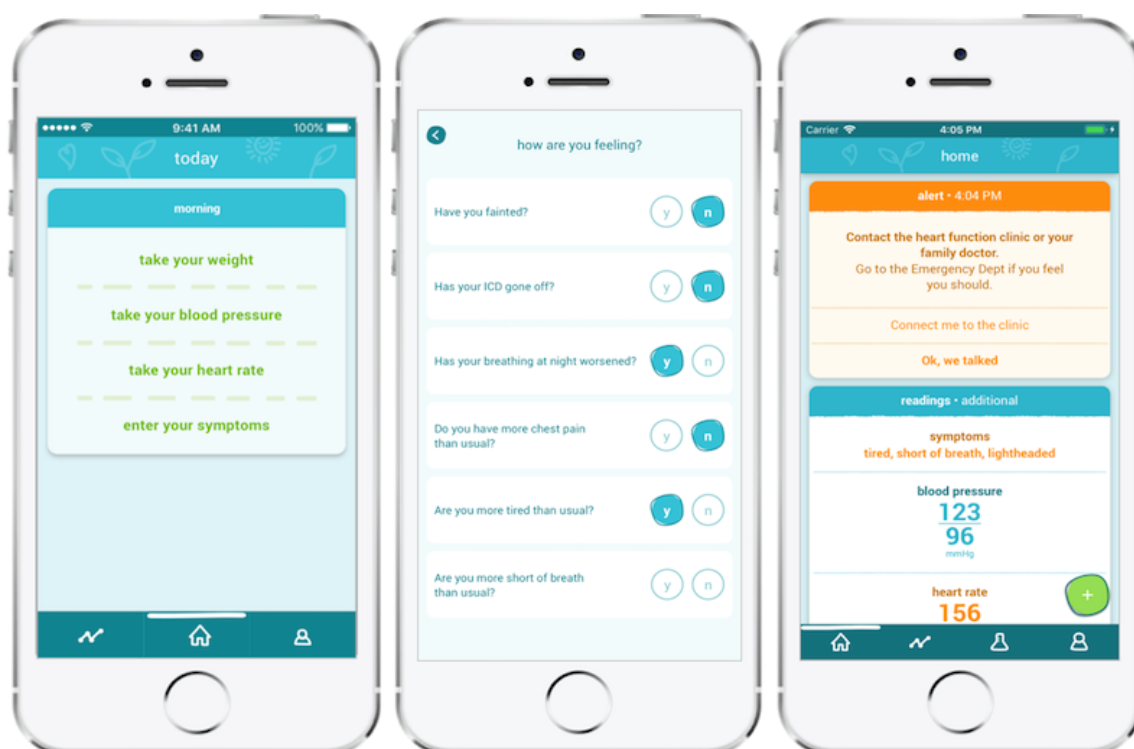 9:41 AM 100%
today
morning
take your weight
take your blood pressure
take your heart rate
enter your symptoms
how are you feeling?
Have you fainted? y n
Has your ICD gone off? y n
Has your breathing at night worsened? y n
Do you have more chest pain
than usual? y n
Are you more tired than usual? y n
Are you more short of breath
than usual? y n
Carrier 4:05 PM
home
alert • 4:04 PM
Contact the heart function clinic or your
family doctor.
Go to the Emergency Dept if you feel
you should.
Connect me to the clinic
Ok, we talked
readings • additional
symptoms
tired, short of breath, lightheaded
blood pressure
123
96
mmHg
heart rate
156
+